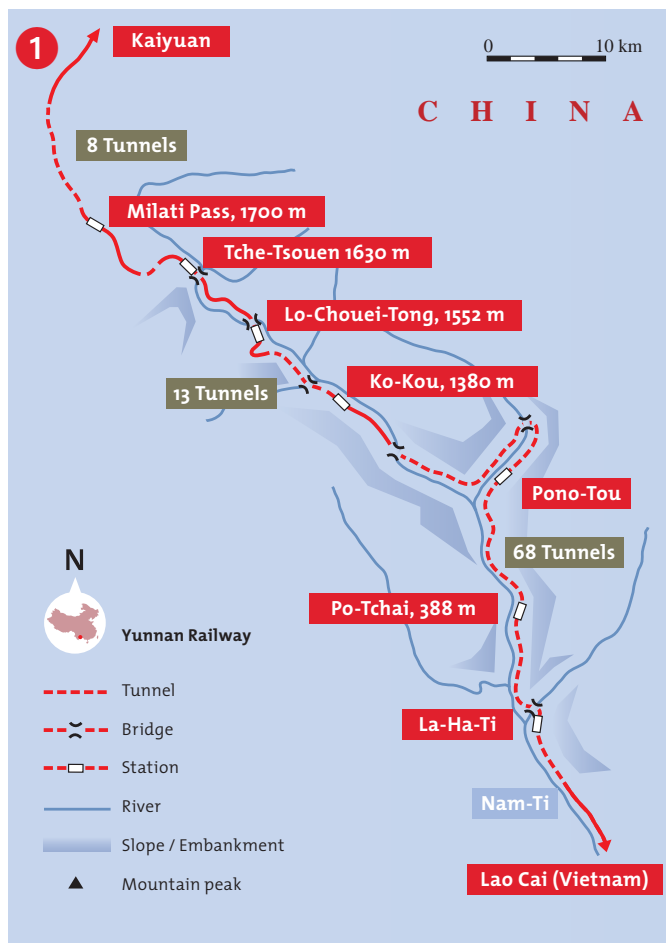 1
Kaiyuan
0 10 km
CHINA
8 Tunnels
Milati Pass, 1700 m
Tche-Tsouen 1630 m
Lo-Chouei-Tong, 1552 m
13 Tunnels
Ko-Kou, 1380 m
Pono-Tou
68 Tunnels
Po-Tchai, 388 m
La-Ha-Ti
Nam-Ti
Lao Cai (Vietnam)
N
Yunnan Railway
Tunnel
Bridge
Station
River
Slope / Embankment
Mountain peak